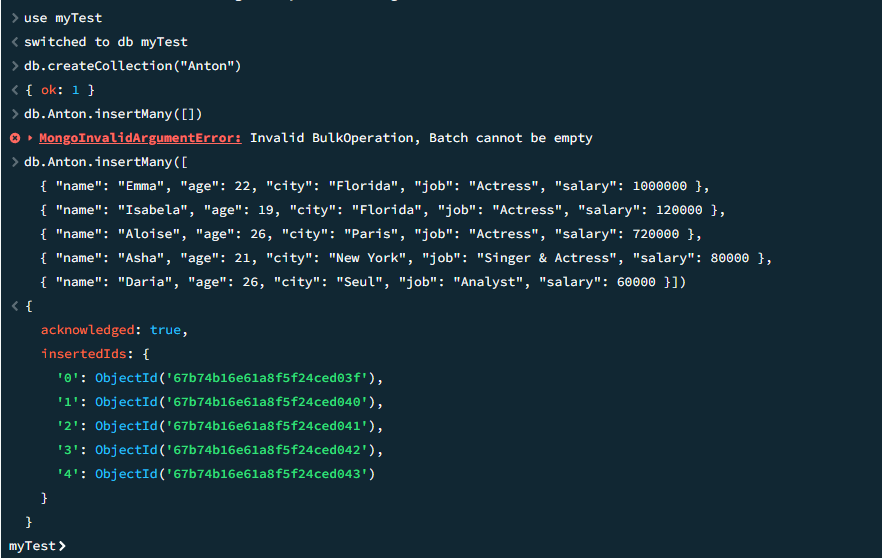 use myTest
switched to db myTest
db.createCollection("Anton")
{ ok: 1 }
db.Anton.insertMany([])
MongoInvalidArgumentError: Invalid BulkOperation, Batch cannot be empty
db.Anton.insertMany([
{ "name": "Emma", "age": 22, "city": "Florida", "job": "Actress", "salary": 1000000 },
{ "name": "Isabela", "age": 19, "city": "Florida", "job": "Actress", "salary": 120000 },
{ "name": "Aloise", "age": 26, "city": "Paris", "job": "Actress", "salary": 720000 },
{ "name": "Asha", "age": 21, "city": "New York", "job": "Singer & Actress", "salary": 80000 },
{ "name": "Daria", "age": 26, "city": "Seul", "job": "Analyst", "salary": 60000 }])
{
acknowledged: true,
insertedIds: {
'0': ObjectId('67b74b16e61a8f5f24ced03f'),
'1': ObjectId('67b74b16e61a8f5f24ced040'),
'2': ObjectId('67b74b16e61a8f5f24ced041'),
'3': ObjectId('67b74b16e61a8f5f24ced042'),
'4': ObjectId('67b74b16e61a8f5f24ced043')
}
}
myTest>